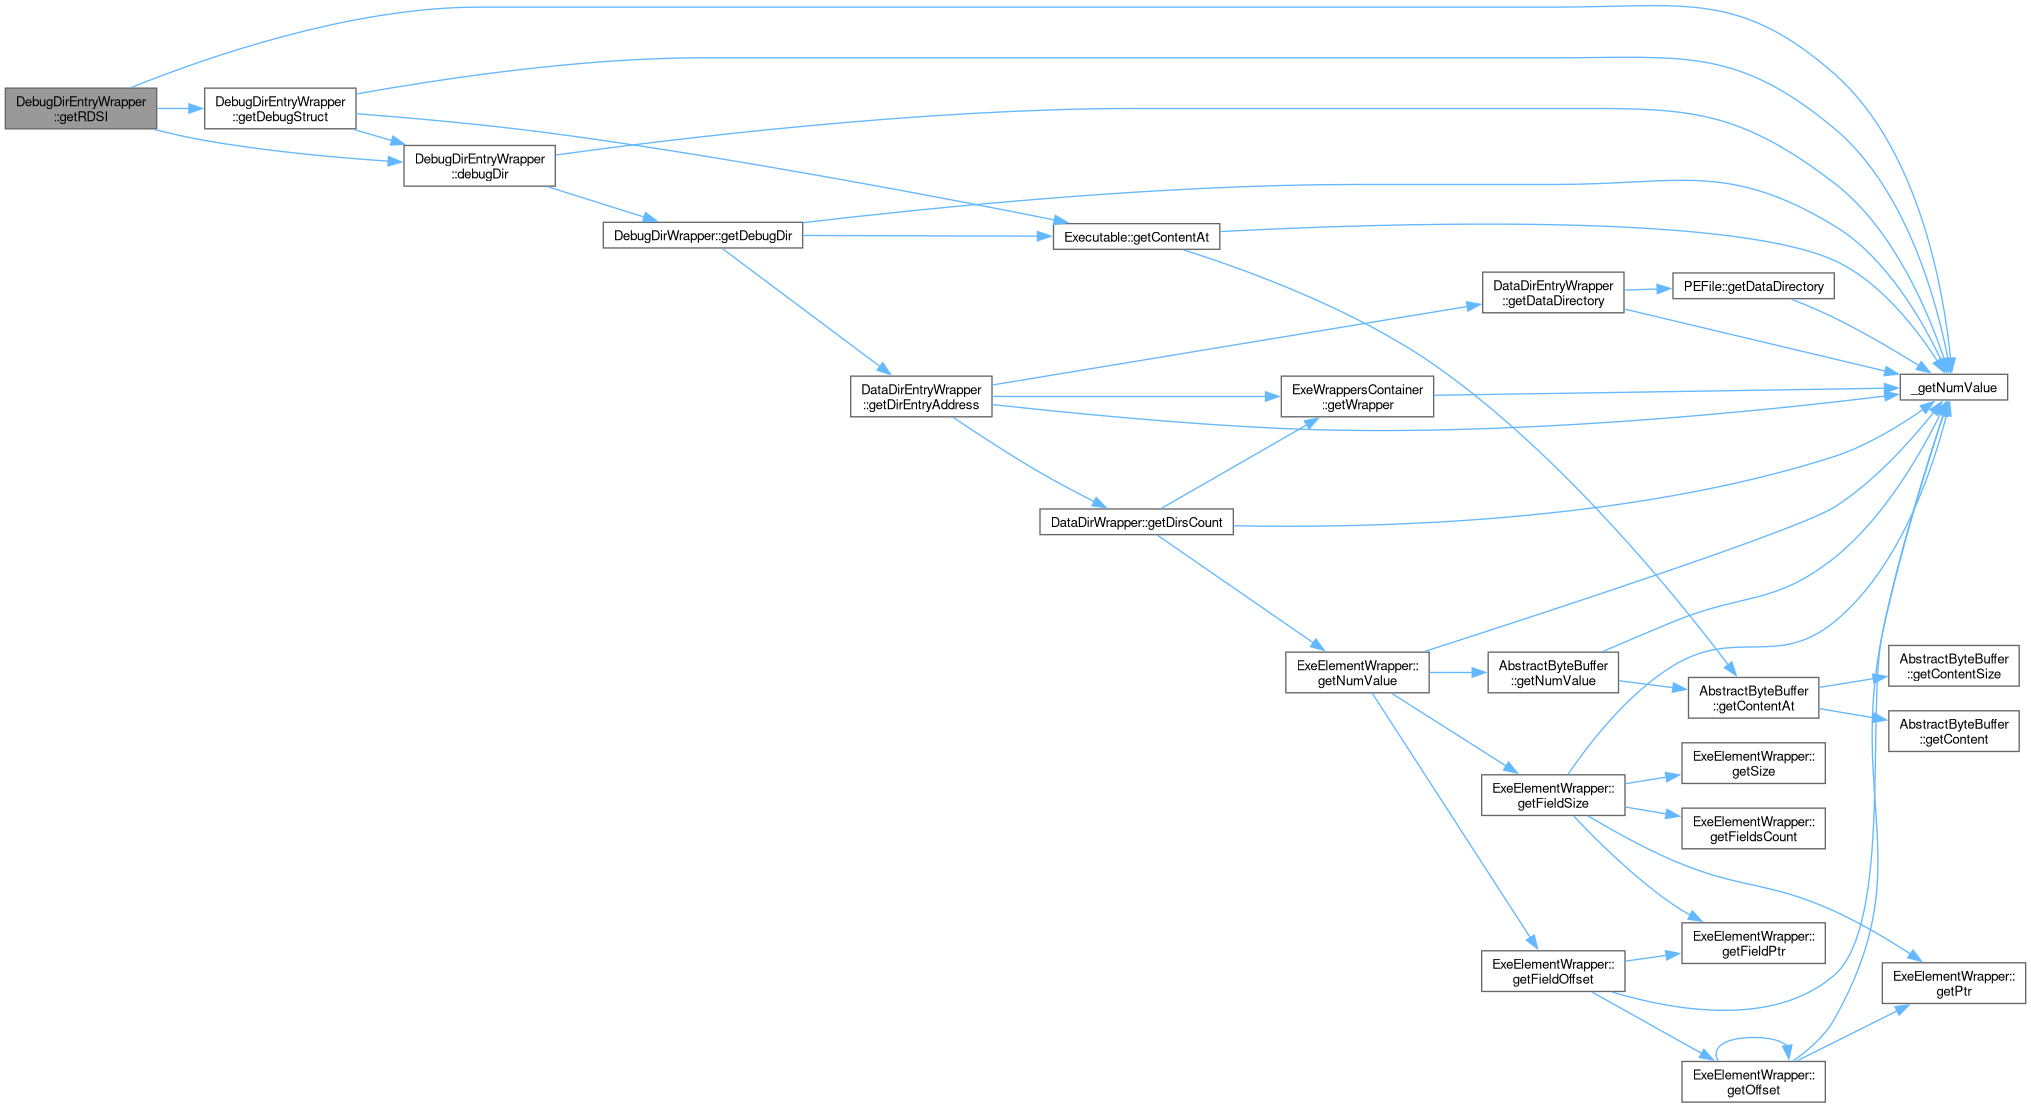 DebugDirEntryWrapper
::getRDSI
DebugDirEntryWrapper
::getDebugStruct
DebugDirEntryWrapper
::debugDir
DebugDirWrapper::getDebugDir
Executable::getContentAt
DataDirEntryWrapper
::getDataDirectory
PEFile::getDataDirectory
DataDirEntryWrapper
::getDirEntryAddress
ExeWrappersContainer
::getWrapper
_getNumValue
DataDirWrapper::getDirsCount
ExeElementWrapper::
getNumValue
AbstractByteBuffer
::getNumValue
AbstractByteBuffer
::getContentAt
AbstractByteBuffer
::getContentSize
AbstractByteBuffer
::getContent
ExeElementWrapper::
getSize
ExeElementWrapper::
getFieldSize
ExeElementWrapper::
getFieldsCount
ExeElementWrapper::
getFieldPtr
ExeElementWrapper::
getFieldOffset
ExeElementWrapper::
getPtr
ExeElementWrapper::
getOffset